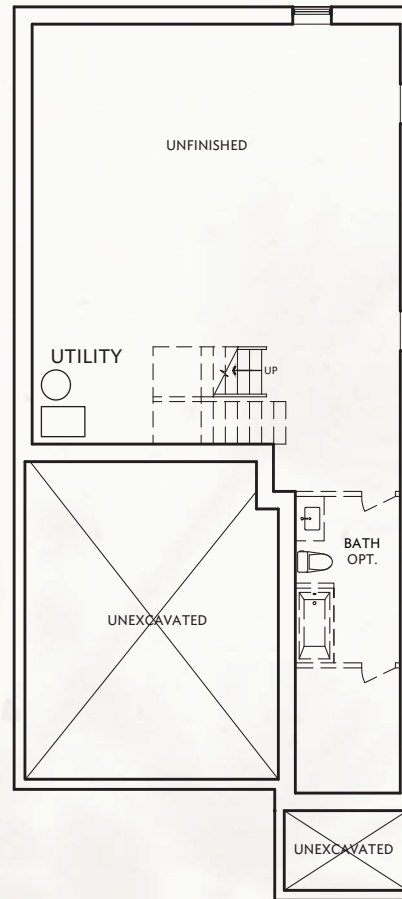 UNFINISHED
UTILITY
UP
BATH
OPT.
UNEXCAVATED
UNEXCAVATED